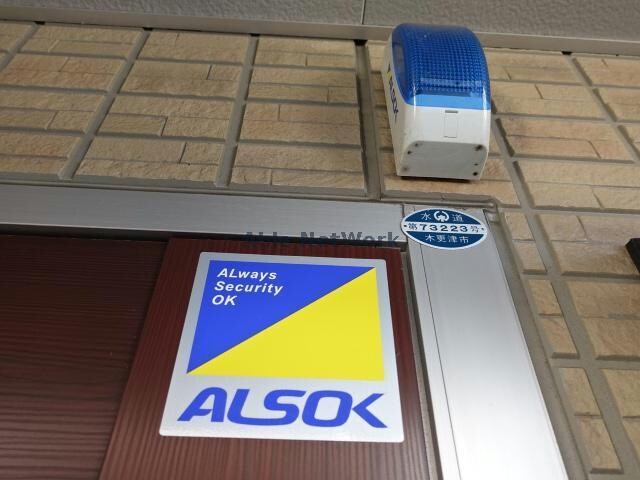 ALSOK
水 道
第73223号
木更津市
Able NetWork
ALways
Security
OK
ALSOK